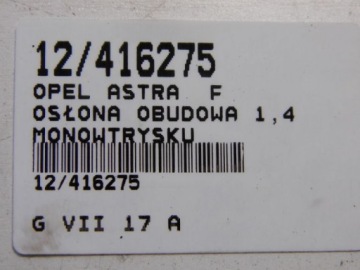 12/416275
OPEL ASTRA F
OSŁONA OBUDOWA 1,4
MONOWTRYSKU
12/416275
G VII 17 A